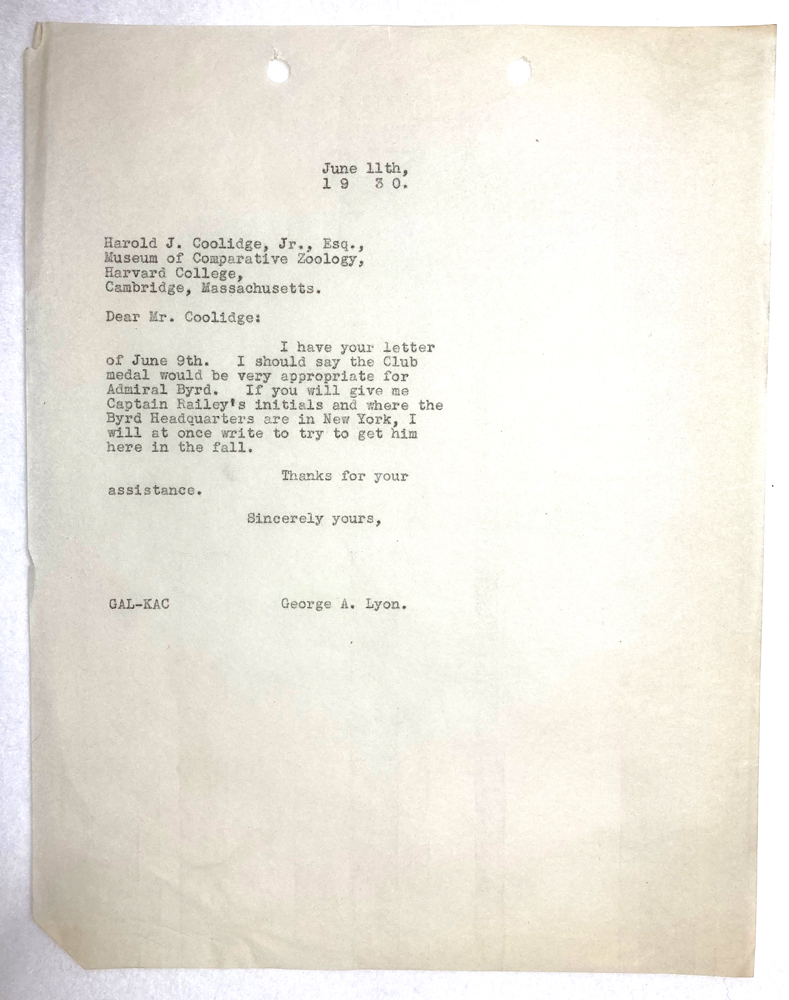 June 11th,
1 9  3 0.
Harold J. Coolidge, Jr., Esq.,
Museum of Comparative Zoology,
Harvard College,
Cambridge, Massachusetts.
Dear Mr. Coolidge:
I have your letter
of June 9th.  I should say the Club
medal would be very appropriate for
Admiral Byrd.  If you will give me
Captain Railey's initials and where the
Byrd Headquarters are in New York, I
will at once write to try to get him
here in the fall.
Thanks for your
assistance.
Sincerely yours,
GAL-KAC George A. Lyon.